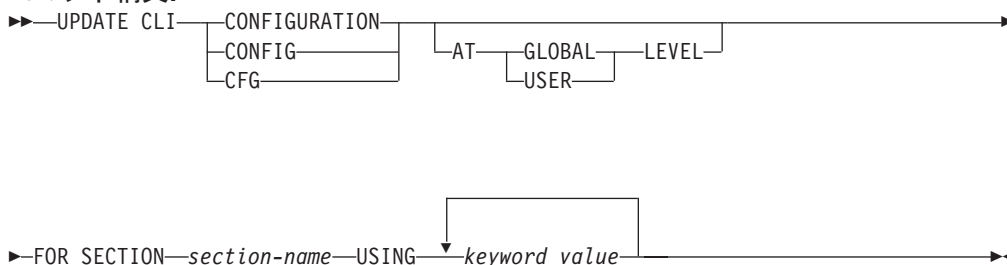 UPDATE CLI CONFIGURATION AT GLOBAL LEVEL
CONFIG USER
CFG
FOR SECTION section-name USING keyword value